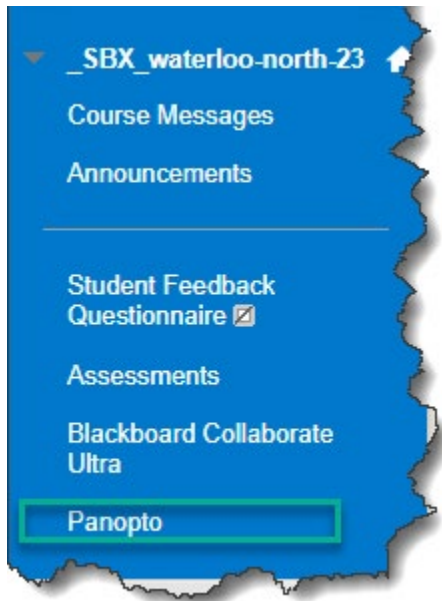 _SBX_waterloo-north-23
Course Messages
Announcements
Student Feedback
Questionnaire
Assessments
Blackboard Collaborate
Ultra
Panopto